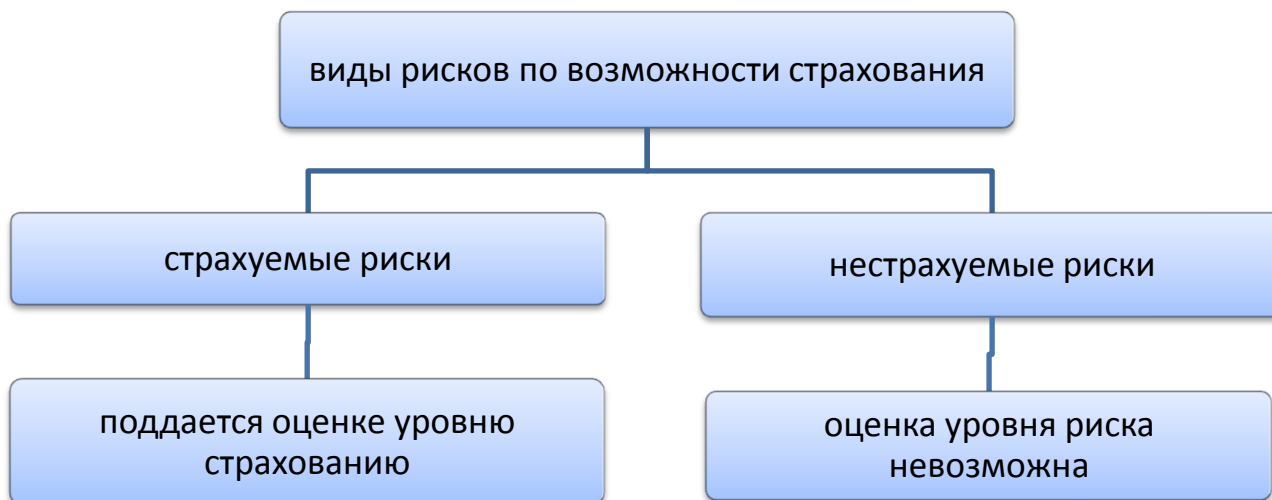 виды рисков по возможности страхования
страхуемые риски
нестрахуемые риски
поддается оценке уровню
страхованию
оценка уровня риска
невозможна